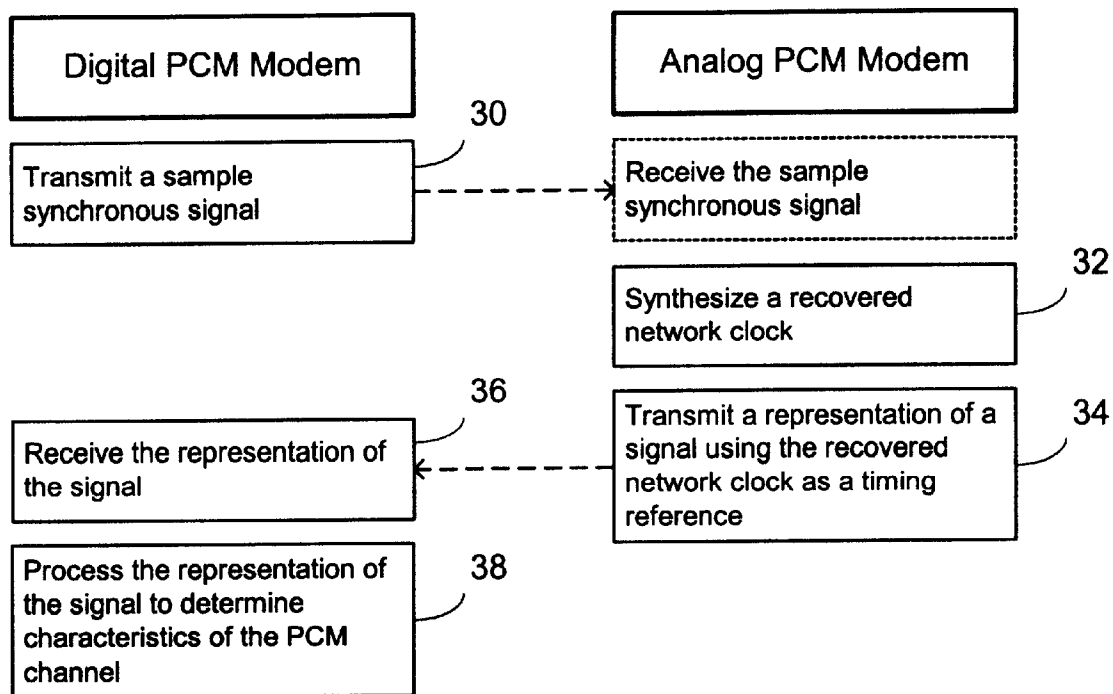 Digital PCM Modem
Analog PCM Modem
30
Transmit a sample
synchronous signal
Receive the sample
synchronous signal
32
Synthesize a recovered
network clock
36
Receive the representation of
the signal
34
Transmit a representation of a
signal using the recovered
network clock as a timing
reference
38
Process the representation of
the signal to determine
characteristics of the PCM
channel